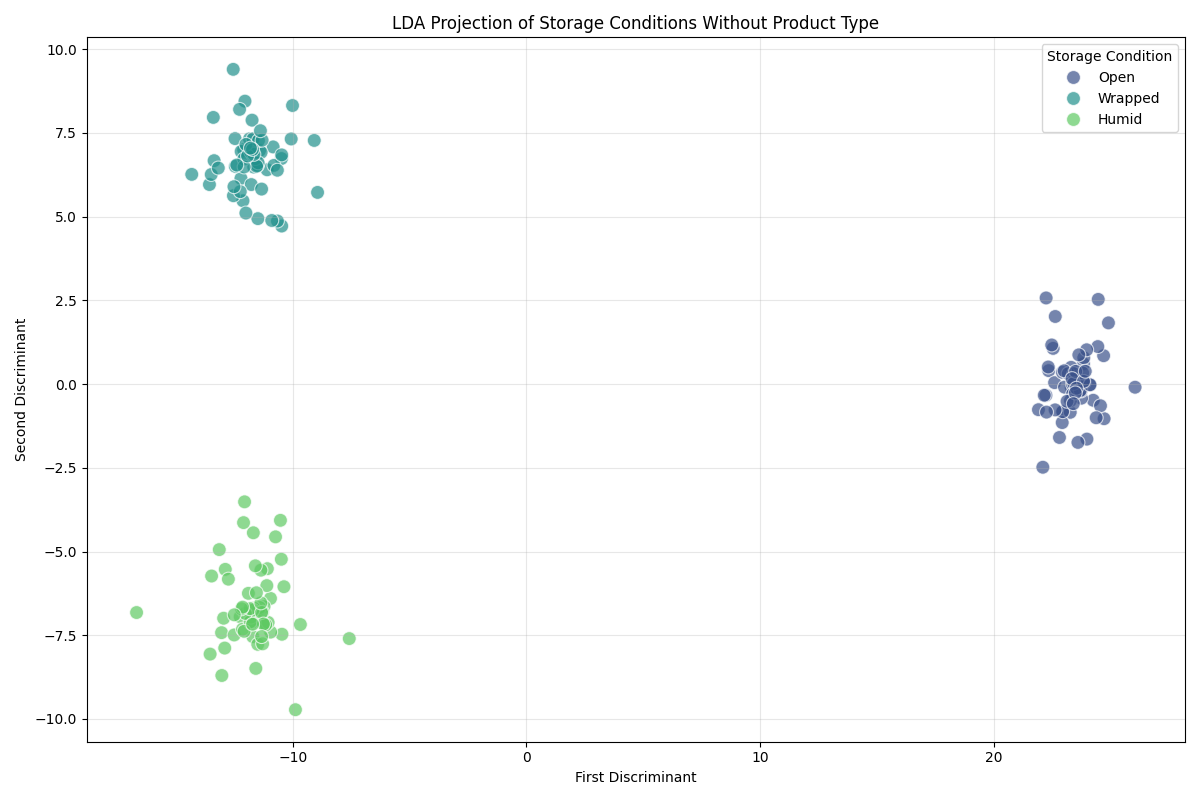 LDA Projection of Storage Conditions Without Product Type
Storage Condition
Open
Wrapped
Humid
Second Discriminant
10.0
7.5
5.0
2.5
0.0
−2.5
−5.0
−7.5
−10.0
−10
0
10
20
First Discriminant